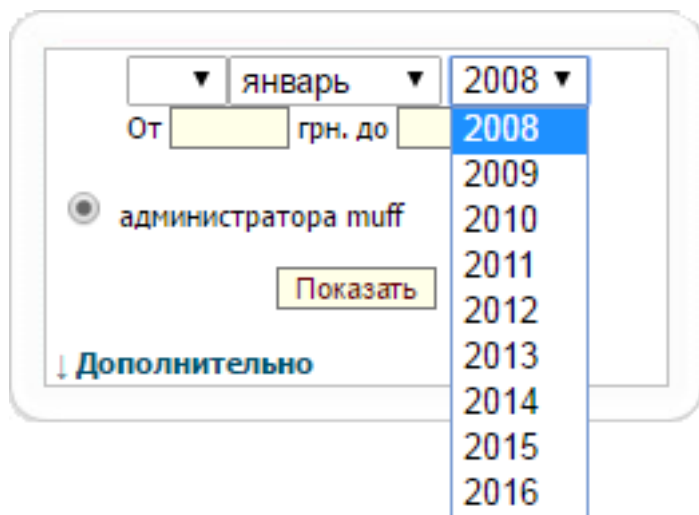 январь 2008
От грн. до 2008
2009
администратора muff 2010
2011
Показать 2012
2013
↓ Дополнительно 2014
2015
2016